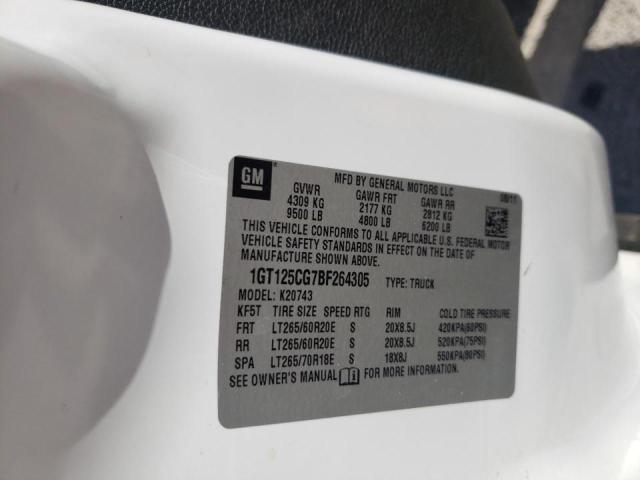 GM
MFD BY GENERAL MOTORS LLC
08/11
GVWR GAWR FRT GAWR RR
4309 KG 2177 KG 2812 KG
9500 LB 4800 LB 6200 LB
THIS VEHICLE CONFORMS TO ALL APPLICABLE U.S. FEDERAL MOTOR
VEHICLE SAFETY STANDARDS IN EFFECT ON THE DATE OF
MANUFACTURE SHOWN ABOVE.
1GT125CG7BF264305 TYPE: TRUCK
MODEL: K20743
KF5T TIRE SIZE SPEED RTG RIM COLD TIRE PRESSURE
FRT LT265/60R20E S 20X8.5J 420KPA(60PSI)
RR LT265/60R20E S 20X8.5J 520KPA(75PSI)
SPA LT265/70R18E S 18X8J 550KPA(80PSI)
SEE OWNER'S MANUAL FOR MORE INFORMATION.